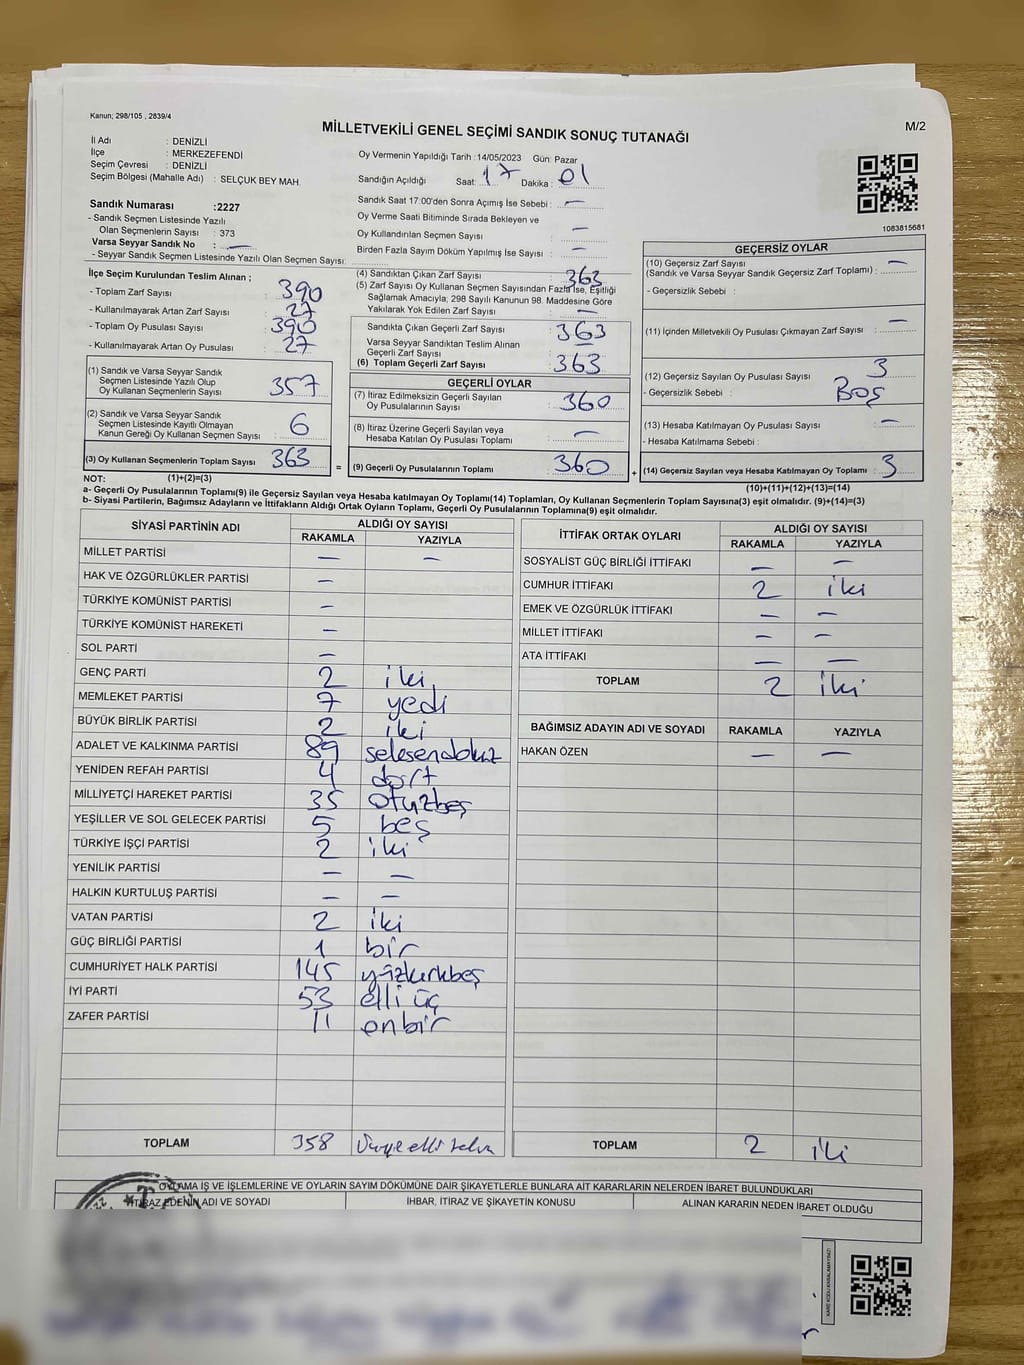 Kanun; 298/105 , 2839/4
MİLLETVEKİLİ GENEL SEÇİMİ SANDIK SONUÇ TUTANAĞI
M/2
İl Adı : DENİZLİ
İlçe : MERKEZEFENDİ
Seçim Çevresi : DENİZLİ
Seçim Bölgesi (Mahalle Adı) : SELÇUK BEY MAH.
Oy Vermenin Yapıldığı Tarih :14/05/2023 Gün: Pazar
Sandığın Açıldığı Saat: 17 Dakika : 01
Sandık Saat 17:00'den Sonra Açımış İse Sebebi : —
Oy Verme Saati Bitiminde Sırada Bekleyen ve
Oy Kullandırılan Seçmen Sayısı : —
Birden Fazla Sayım Döküm Yapılmış İse Sayısı : —
1083815681
Sandık Numarası :2227
- Sandık Seçmen Listesinde Yazılı
Olan Seçmenlerin Sayısı : 373
Varsa Seyyar Sandık No : —
- Seyyar Sandık Seçmen Listesinde Yazılı Olan Seçmen Sayısı:
İlçe Seçim Kurulundan Teslim Alınan ;
- Toplam Zarf Sayısı : 390
- Kullanılmayarak Artan Zarf Sayısı : 27
- Toplam Oy Pusulası Sayısı : 390
- Kullanılmayarak Artan Oy Pusulası : 27
(1) Sandık ve Varsa Seyyar Sandık
Seçmen Listesinde Yazılı Olup
Oy Kullanan Seçmenlerin Sayısı : 357
(2) Sandık ve Varsa Seyyar Sandık
Seçmen Listesinde Kayıtlı Olmayan
Kanun Gereği Oy Kullanan Seçmen Sayısı : 6
(3) Oy Kullanan Seçmenlerin Toplam Sayısı : 363
(4) Sandıktan Çıkan Zarf Sayısı : 363
(5) Zarf Sayısı Oy Kullanan Seçmen Sayısından Fazla İse, Eşitliği
Sağlamak Amacıyla; 298 Sayılı Kanunun 98. Maddesine Göre
Yakılarak Yok Edilen Zarf Sayısı : —
Sandıkta Çıkan Geçerli Zarf Sayısı : 363
Varsa Seyyar Sandıktan Teslim Alınan
Geçerli Zarf Sayısı : —
(6) Toplam Geçerli Zarf Sayısı : 363
GEÇERLİ OYLAR
(7) İtiraz Edilmeksizin Geçerli Sayılan
Oy Pusulalarının Sayısı : 360
(8) İtiraz Üzerine Geçerli Sayılan veya
Hesaba Katılan Oy Pusulası Toplamı : —
= (9) Geçerli Oy Pusulalarının Toplamı : 360
GEÇERSİZ OYLAR
(10) Geçersiz Zarf Sayısı
(Sandık ve Varsa Seyyar Sandık Geçersiz Zarf Toplamı) : —
- Geçersizlik Sebebi :
(11) İçinden Milletvekili Oy Pusulası Çıkmayan Zarf Sayısı : —
(12) Geçersiz Sayılan Oy Pusulası Sayısı : 3
- Geçersizlik Sebebi : BOŞ
(13) Hesaba Katılmayan Oy Pusulası Sayısı : —
- Hesaba Katılmama Sebebi :
+ (14) Geçersiz Sayılan veya Hesaba Katılmayan Oy Toplamı : 3
NOT: (1)+(2)=(3)
(10)+(11)+(12)+(13)=(14)
a- Geçerli Oy Pusulalarının Toplamı(9) ile Geçersiz Sayılan veya Hesaba katılmayan Oy Toplamı(14) Toplamları, Oy Kullanan Seçmenlerin Toplam Sayısına(3) eşit olmalıdır. (9)+(14)=(3)
b- Siyasi Partilerin, Bağımsız Adayların ve İttifakların Aldığı Ortak Oyların Toplamı, Geçerli Oy Pusulalarının Toplamına(9) eşit olmalıdır.
SİYASİ PARTİNİN ADI
ALDIĞI OY SAYISI
RAKAMLA YAZIYLA
MİLLET PARTİSİ — —
HAK VE ÖZGÜRLÜKLER PARTİSİ —
TÜRKİYE KOMÜNİST PARTİSİ —
TÜRKİYE KOMÜNİST HAREKETİ —
SOL PARTİ —
GENÇ PARTİ 2 iki
MEMLEKET PARTİSİ 7 yedi
BÜYÜK BİRLİK PARTİSİ 2 iki
ADALET VE KALKINMA PARTİSİ 89 seksendokuz
YENİDEN REFAH PARTİSİ 4 dört
MİLLİYETÇİ HAREKET PARTİSİ 35 otuzbeş
YEŞİLLER VE SOL GELECEK PARTİSİ 5 beş
TÜRKİYE İŞÇİ PARTİSİ 2 iki
YENİLİK PARTİSİ — —
HALKIN KURTULUŞ PARTİSİ — —
VATAN PARTİSİ 2 iki
GÜÇ BİRLİĞİ PARTİSİ 1 bir
CUMHURİYET HALK PARTİSİ 145 yüzkırkbeş
İYİ PARTİ 53 elli üç
ZAFER PARTİSİ 11 onbir
TOPLAM 358 üçyüz elli sekiz
İTTİFAK ORTAK OYLARI
ALDIĞI OY SAYISI
RAKAMLA YAZIYLA
SOSYALİST GÜÇ BİRLİĞİ İTTİFAKI — —
CUMHUR İTTİFAKI 2 iki
EMEK VE ÖZGÜRLÜK İTTİFAKI — —
MİLLET İTTİFAKI — —
ATA İTTİFAKI — —
TOPLAM 2 iki
BAĞIMSIZ ADAYIN ADI VE SOYADI RAKAMLA YAZIYLA
HAKAN ÖZEN — —
TOPLAM 2 iki
OYLAMA İŞ VE İŞLEMLERİNE VE OYLARIN SAYIM DÖKÜMÜNE DAİR ŞİKAYETLERLE BUNLARA AİT KARARLARIN NELERDEN İBARET BULUNDUKLARI
İTİRAZ EDENİN ADI VE SOYADI
İHBAR, İTİRAZ VE ŞİKAYETİN KONUSU
ALINAN KARARIN NEDEN İBARET OLDUĞU